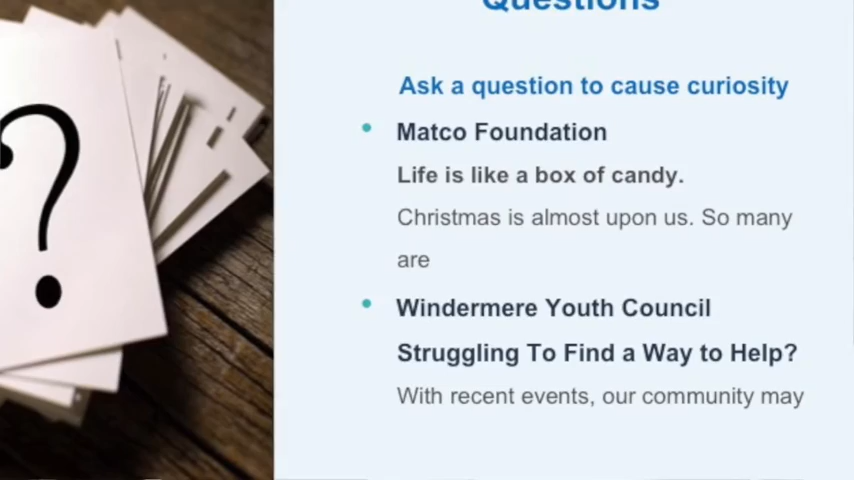 Questions
Ask a question to cause curiosity
• Matco Foundation
Life is like a box of candy.
Christmas is almost upon us. So many
are
• Windermere Youth Council
Struggling To Find a Way to Help?
With recent events, our community may
?